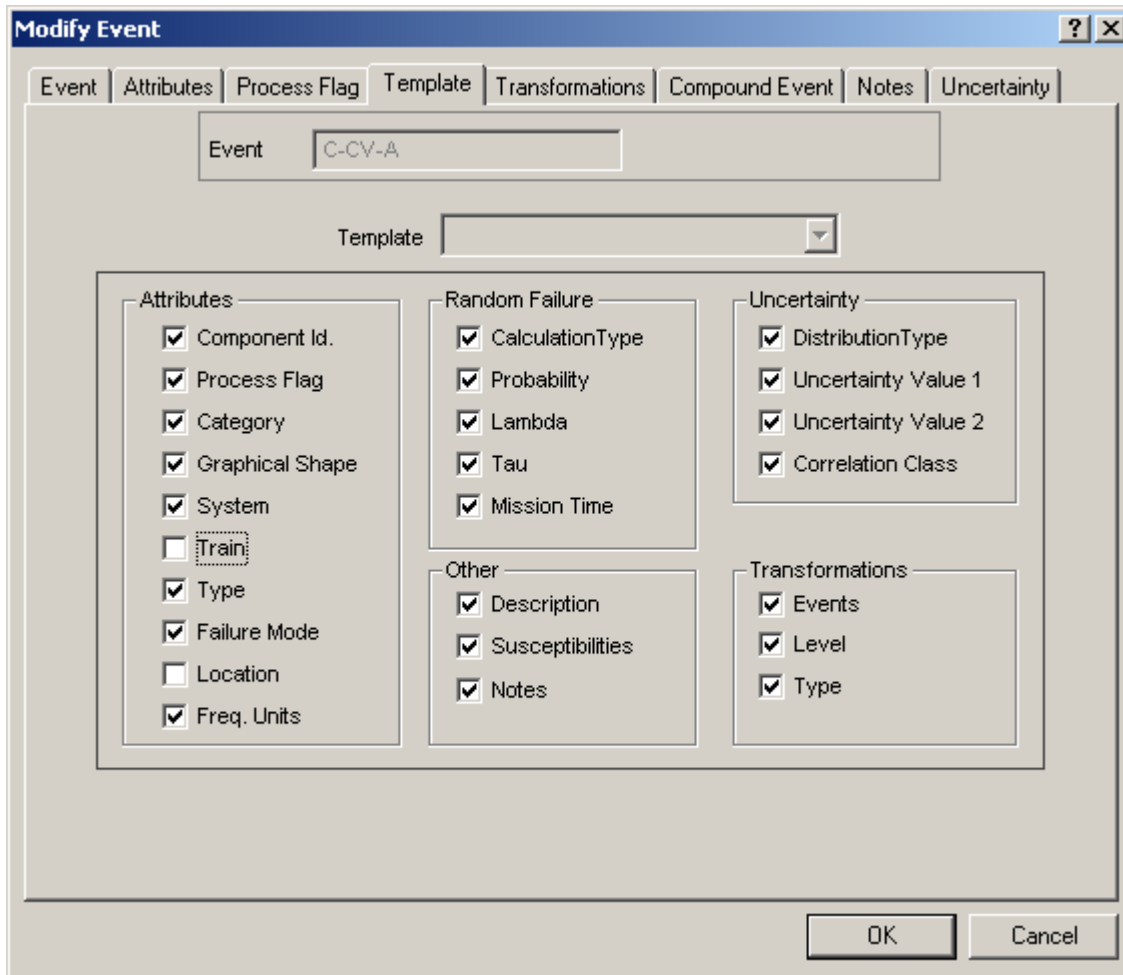 Modify Event
Event Attributes Process Flag Template Transformations Compound Event Notes Uncertainty
Event C-CV-A
Template
Attributes
Component Id.
Process Flag
Category
Graphical Shape
System
Train
Type
Failure Mode
Location
Freq. Units
Random Failure
CalculationType
Probability
Lambda
Tau
Mission Time
Other
Description
Susceptibilities
Notes
Uncertainty
DistributionType
Uncertainty Value 1
Uncertainty Value 2
Correlation Class
Transformations
Events
Level
Type
OK Cancel